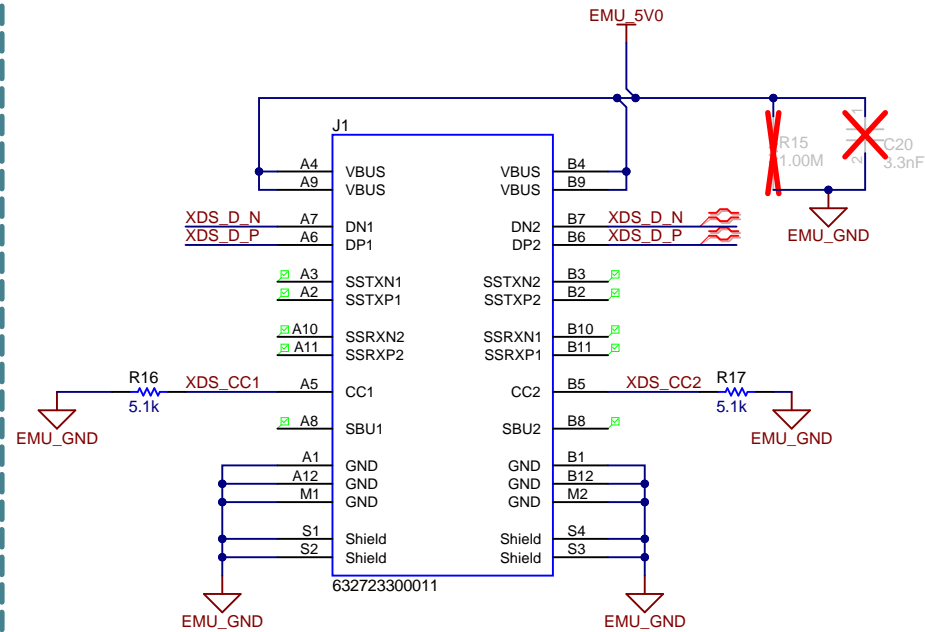 EMU_5V0
J1
R15
1.00M
1
2
C20
3.3nF
EMU_GND
A4 VBUS VBUS B4
A9 VBUS VBUS B9
XDS_D_N A7 DN1 DN2 B7 XDS_D_N
XDS_D_P A6 DP1 DP2 B6 XDS_D_P
A3 SSTXN1 SSTXN2 B3
A2 SSTXP1 SSTXP2 B2
A10 SSRXN2 SSRXN1 B10
A11 SSRXP2 SSRXP1 B11
R16 XDS_CC1 A5 CC1 CC2 B5 XDS_CC2 R17
5.1k 5.1k
EMU_GND EMU_GND
A8 SBU1 SBU2 B8
A1 GND GND B1
A12 GND GND B12
M1 GND GND M2
S1 Shield Shield S4
S2 Shield Shield S3
632723300011
EMU_GND EMU_GND